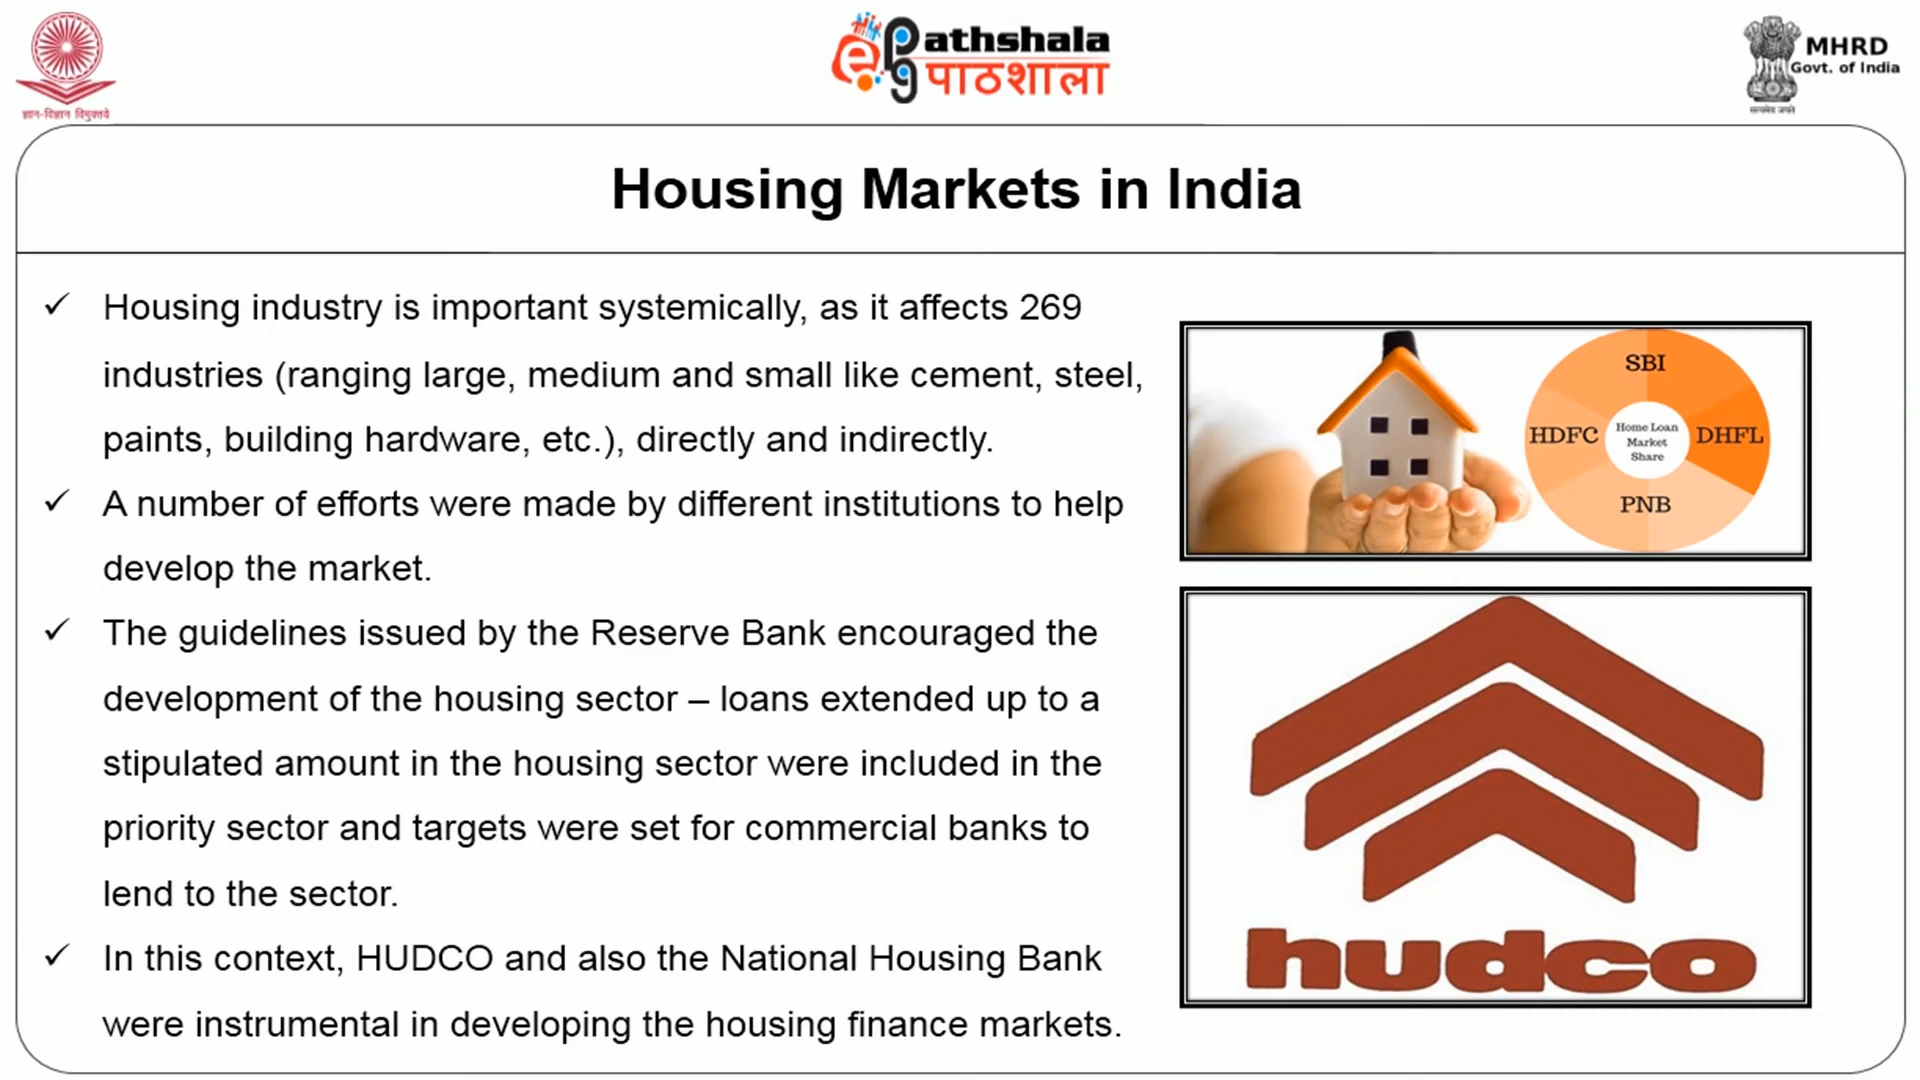 ज्ञान-विज्ञान विमुक्तये
e
pg
athshala
पाठशाला
MHRD
Govt. of India
सत्यमेव जयते
Housing Markets in India
✓ Housing industry is important systemically, as it affects 269
industries (ranging large, medium and small like cement, steel,
paints, building hardware, etc.), directly and indirectly.
✓ A number of efforts were made by different institutions to help
develop the market.
✓ The guidelines issued by the Reserve Bank encouraged the
development of the housing sector – loans extended up to a
stipulated amount in the housing sector were included in the
priority sector and targets were set for commercial banks to
lend to the sector.
✓ In this context, HUDCO and also the National Housing Bank
were instrumental in developing the housing finance markets.
SBI
HDFC
Home Loan
Market
Share
DHFL
PNB
hudco